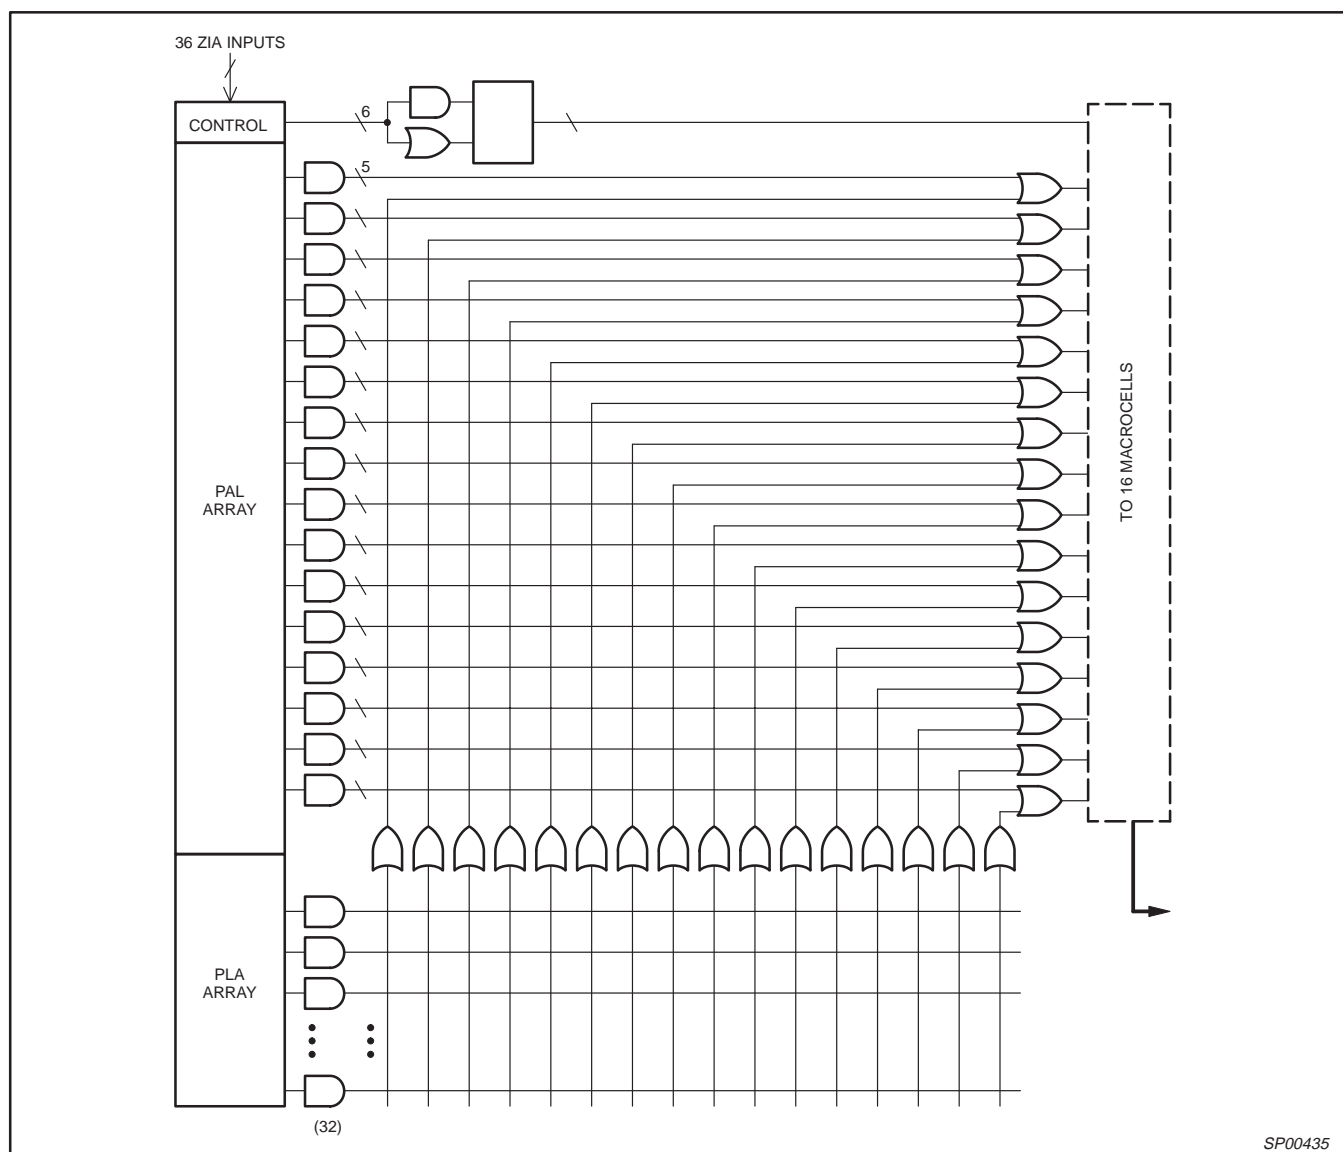 36 ZIA INPUTS
CONTROL
6
5
PAL
ARRAY
TO 16 MACROCELLS
PLA
ARRAY
(32)
SP00435